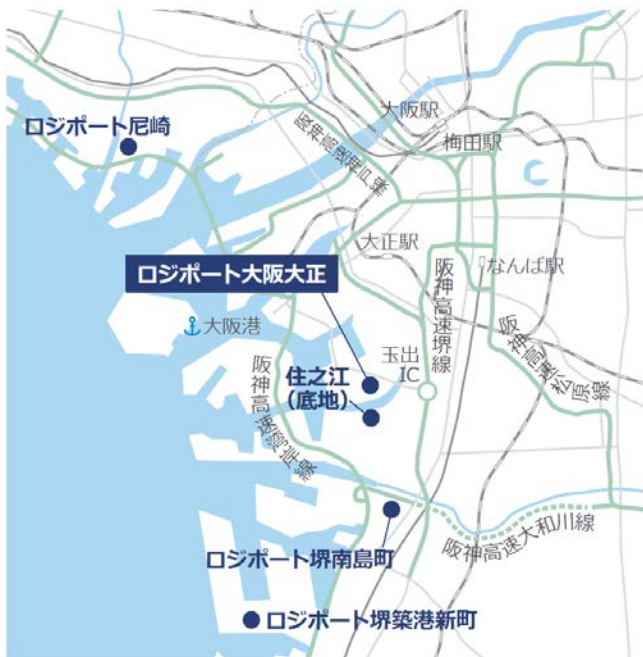 大阪駅
ロジポート尼崎
梅田駅
阪神高速神戸線
大正駅
なんば駅
ロジポート大阪大正
阪神高速堺線
大阪港
玉出
IC
阪神高速松原線
住之江
（底地）
阪神高速湾岸線
ロジポート堺南島町
阪神高速大和川線
ロジポート堺築港新町